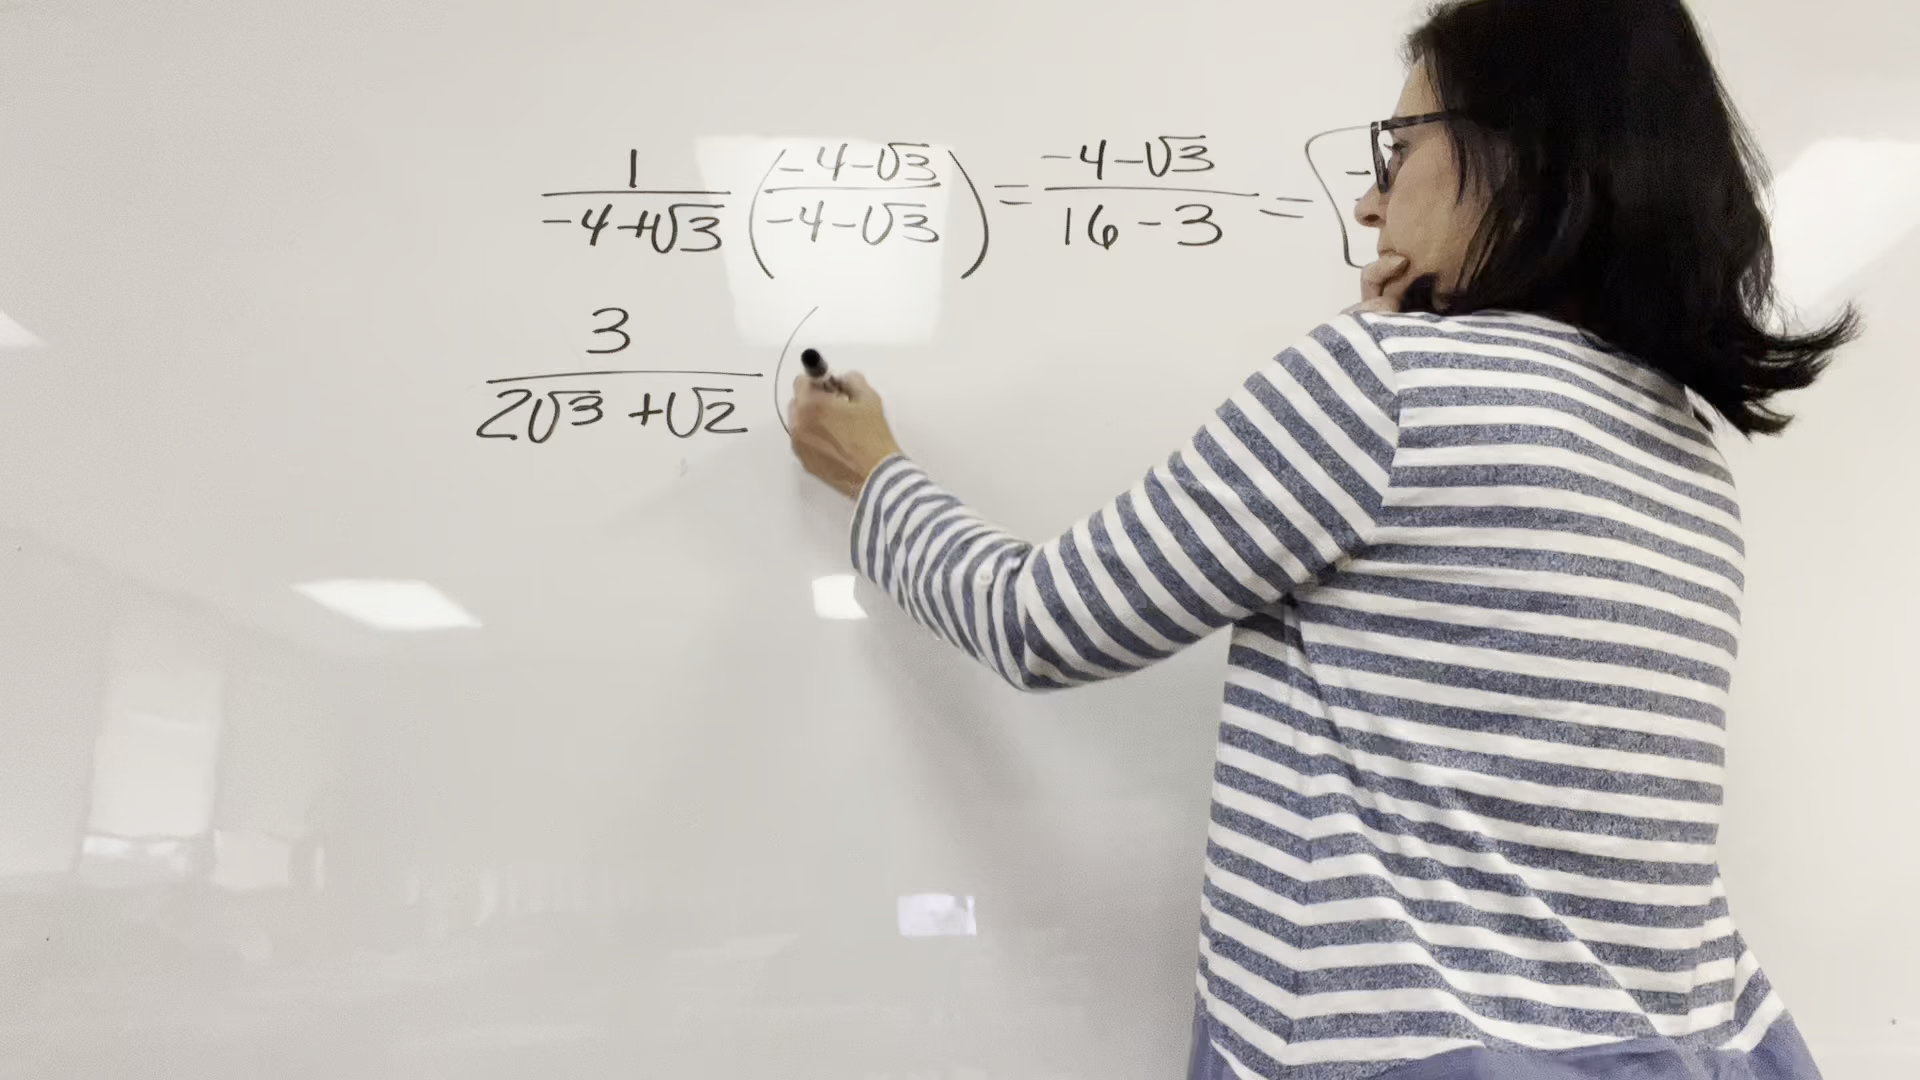 1/(-4+√3) ((-4-√3)/(-4-√3)) = (-4-√3)/(16-3) = -
3/(2√3+√2) (